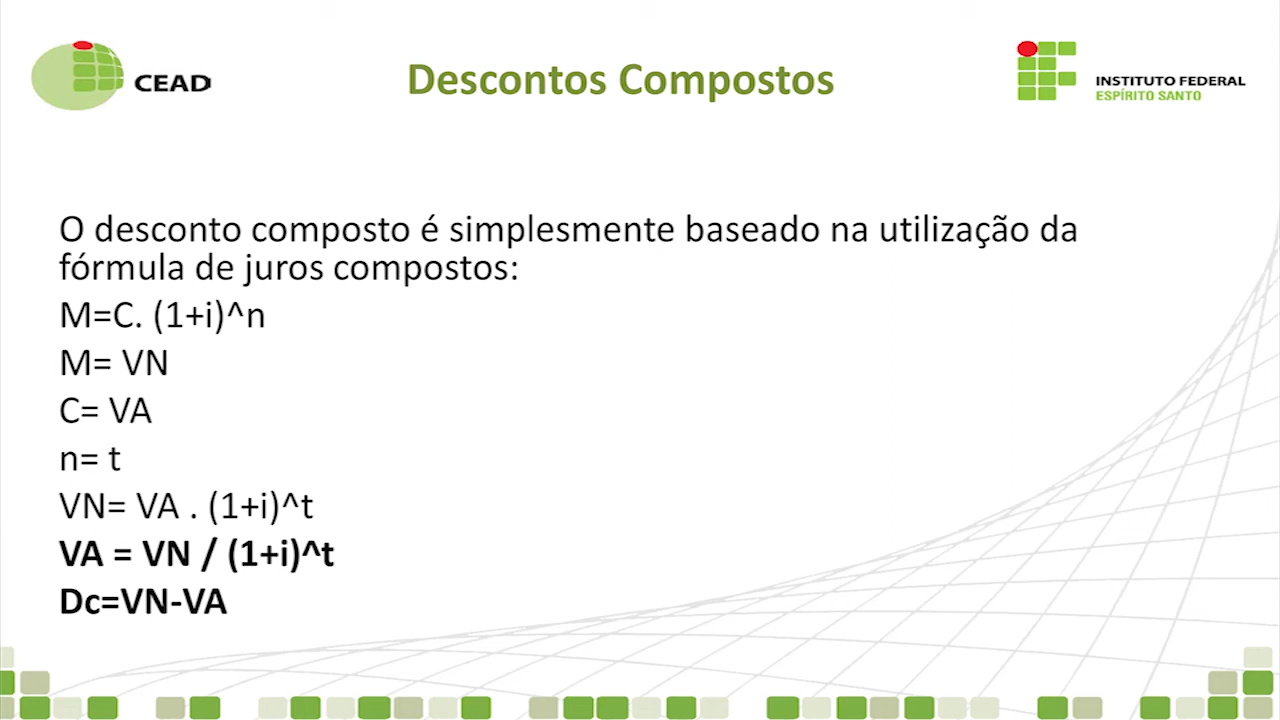 CEAD
Descontos Compostos
INSTITUTO FEDERAL
ESPÍRITO SANTO
O desconto composto é simplesmente baseado na utilização da
fórmula de juros compostos:
M=C. (1+i)^n
M= VN
C= VA
n= t
VN= VA . (1+i)^t
VA = VN / (1+i)^t
Dc=VN-VA